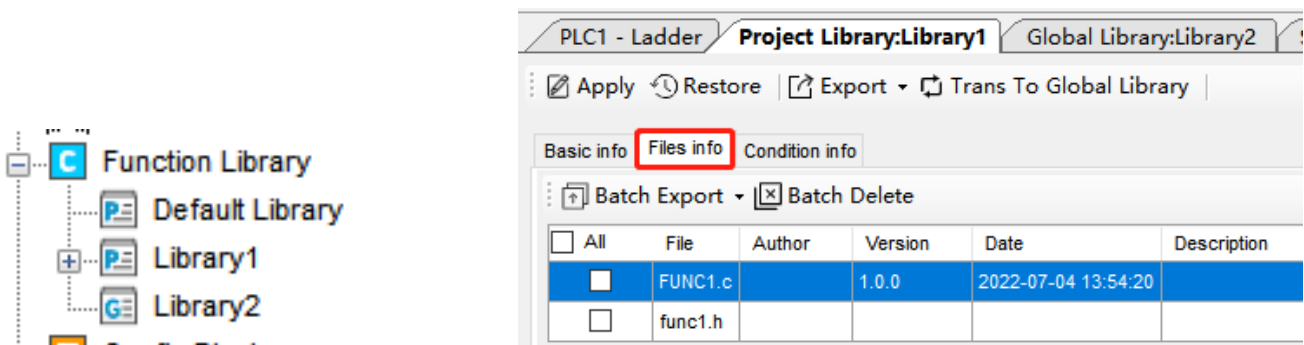 Function Library
Default Library
Library1
Library2
PLC1 - Ladder Project Library:Library1 Global Library:Library2
Apply Restore Export Trans To Global Library
Basic info Files info Condition info
Batch Export Batch Delete
All File Author Version Date Description
FUNC1.c 1.0.0 2022-07-04 13:54:20
func1.h